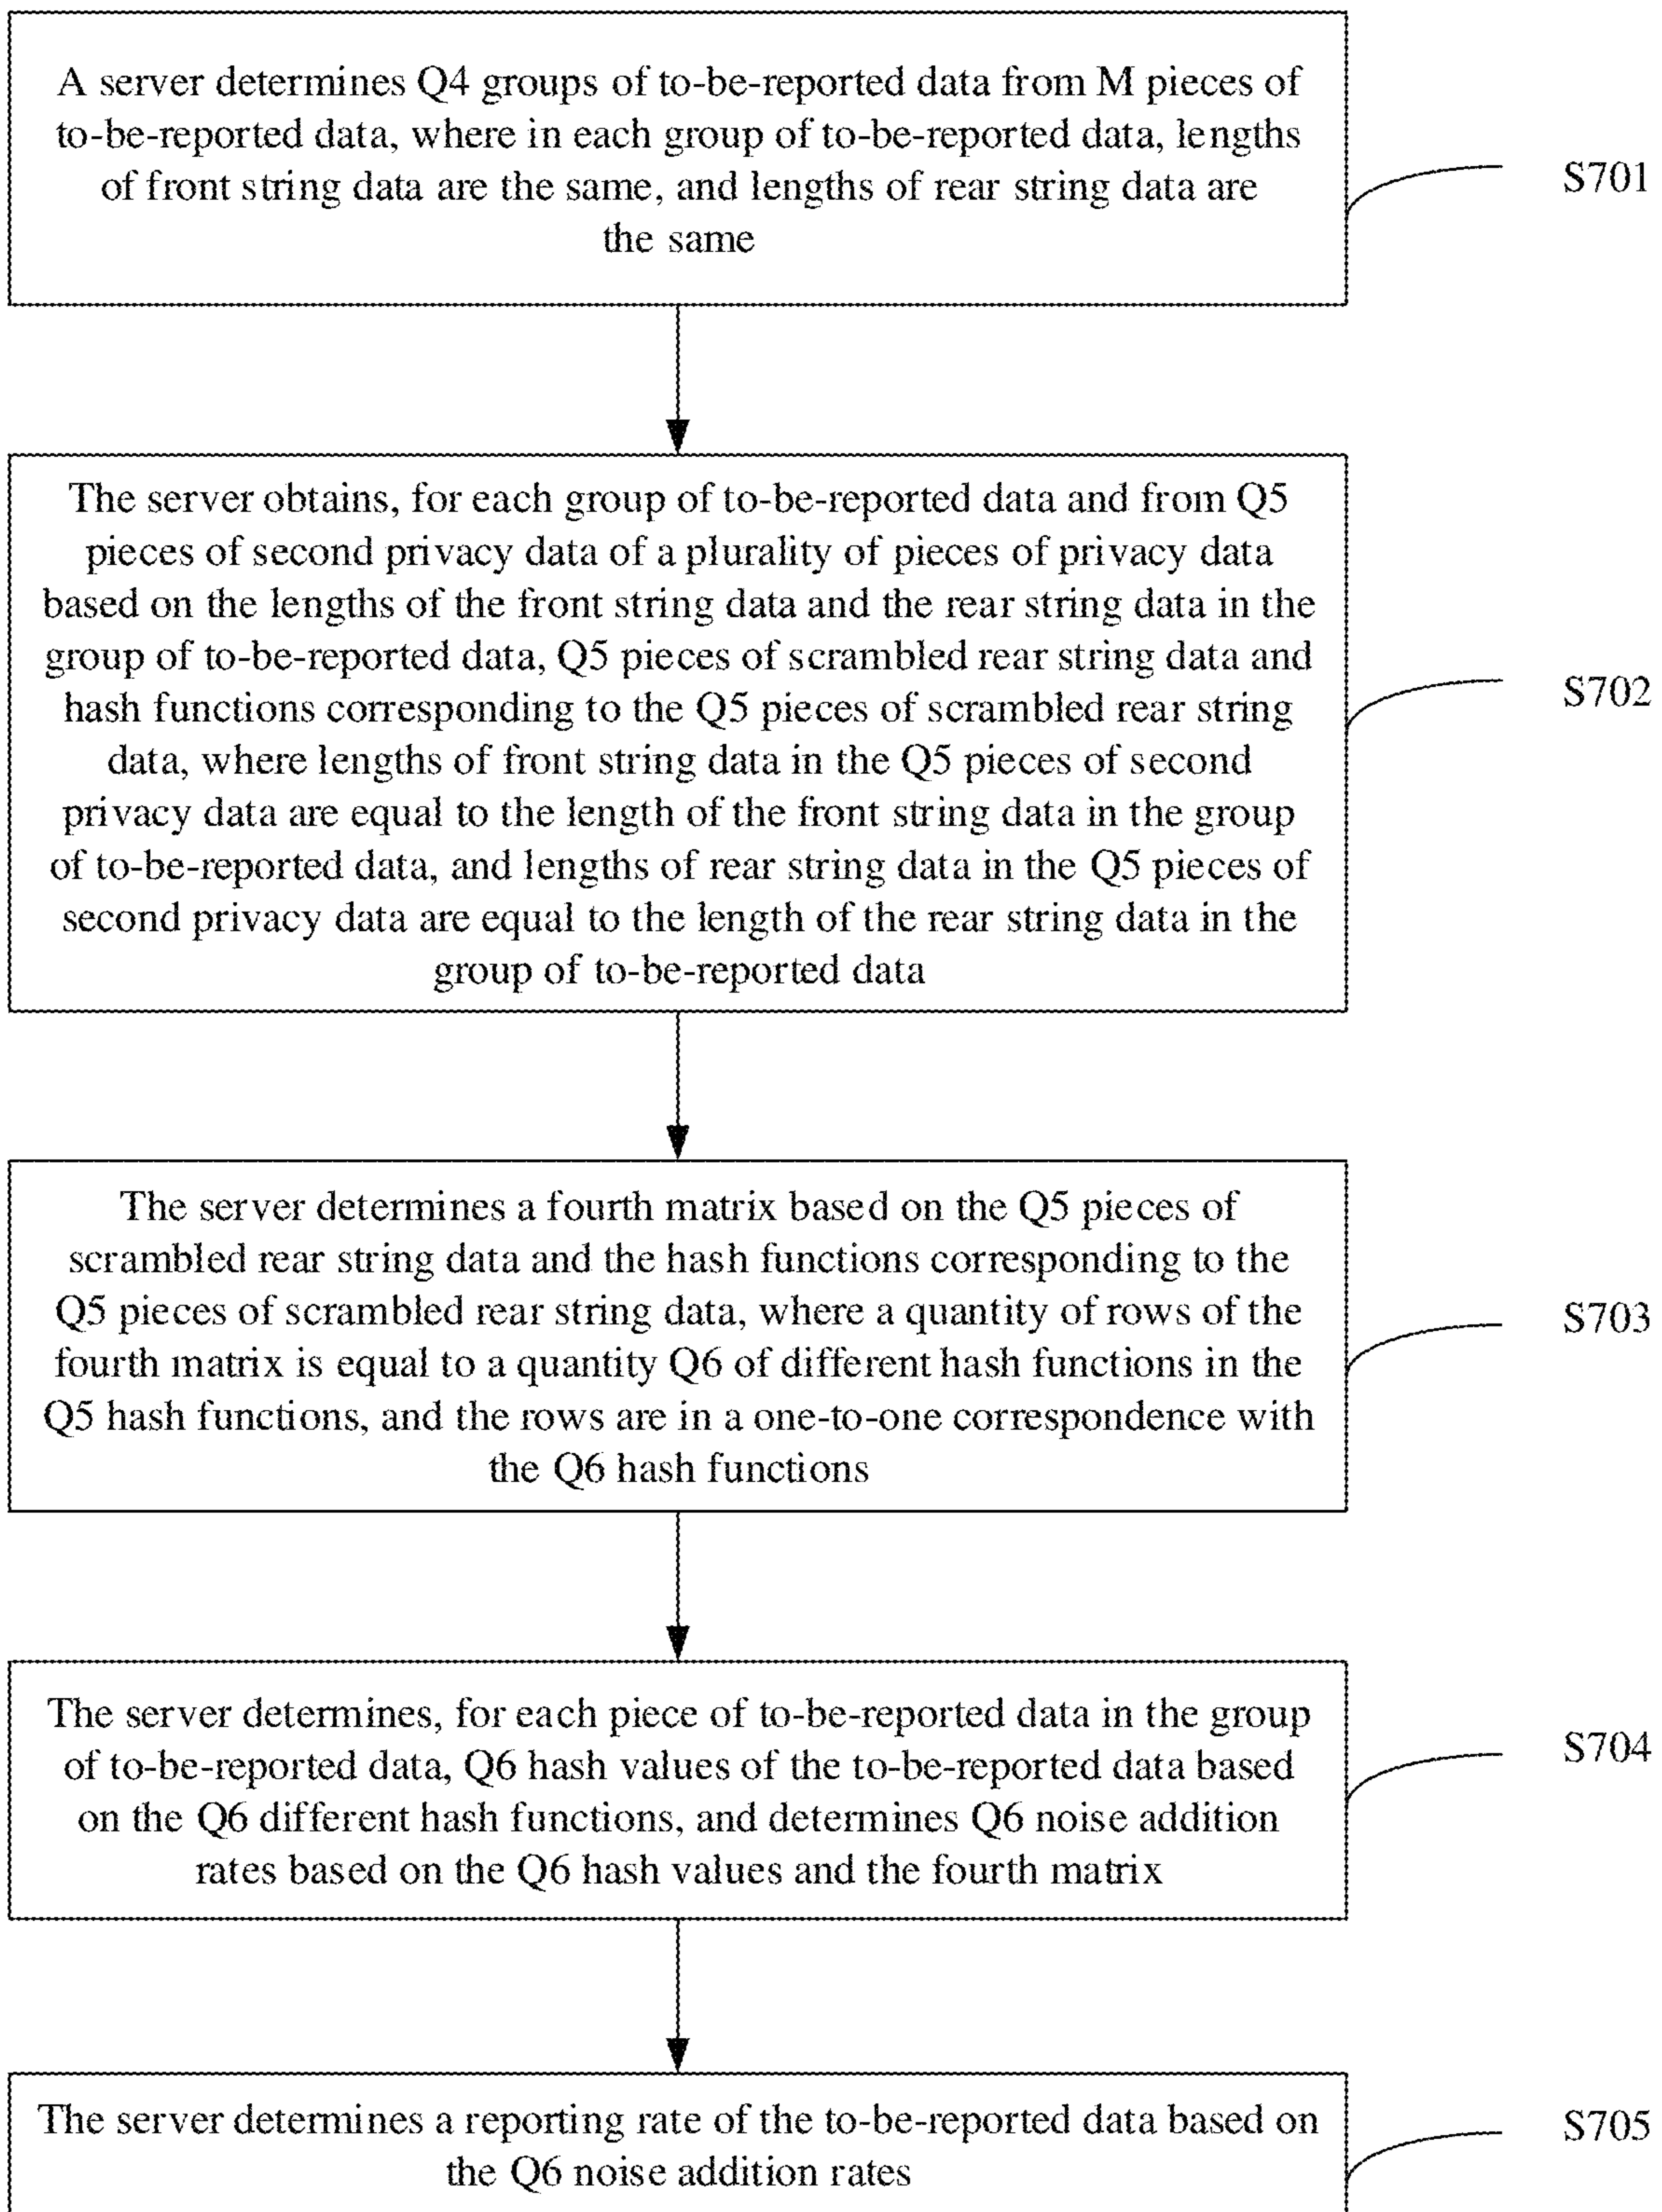 A server determines Q4 groups of to-be-reported data from M pieces of
to-be-reported data, where in each group of to-be-reported data, lengths
of front string data are the same, and lengths of rear string data are
the same
S701
The server obtains, for each group of to-be-reported data and from Q5
pieces of second privacy data of a plurality of pieces of privacy data
based on the lengths of the front string data and the rear string data in the
group of to-be-reported data, Q5 pieces of scrambled rear string data and
hash functions corresponding to the Q5 pieces of scrambled rear string
data, where lengths of front string data in the Q5 pieces of second
privacy data are equal to the length of the front string data in the group
of to-be-reported data, and lengths of rear string data in the Q5 pieces of
second privacy data are equal to the length of the rear string data in the
group of to-be-reported data
S702
The server determines a fourth matrix based on the Q5 pieces of
scrambled rear string data and the hash functions corresponding to the
Q5 pieces of scrambled rear string data, where a quantity of rows of the
fourth matrix is equal to a quantity Q6 of different hash functions in the
Q5 hash functions, and the rows are in a one-to-one correspondence with
the Q6 hash functions
S703
The server determines, for each piece of to-be-reported data in the group
of to-be-reported data, Q6 hash values of the to-be-reported data based
on the Q6 different hash functions, and determines Q6 noise addition
rates based on the Q6 hash values and the fourth matrix
S704
The server determines a reporting rate of the to-be-reported data based on
the Q6 noise addition rates
S705